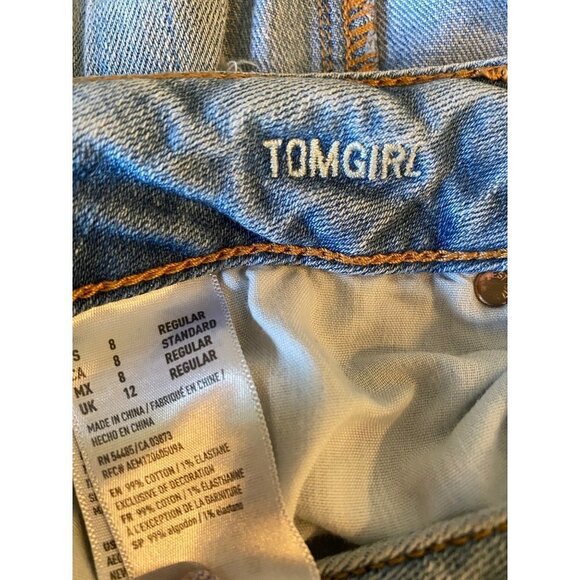 TOMGIRL
S 8 REGULAR
CA 8 STANDARD
MX 8 REGULAR
UK 12 REGULAR
MADE IN CHINA / FABRIQUÉ EN CHINE /
HECHO EN CHINA
RN 54485/CA 03873
EN 99% COTTON / 1% ELASTANE
EXCLUSIVE OF DECORATION
FR 99% COTON / 1% ÉLASTHANNE
À L'EXCEPTION DE LA GARNITURE
SP 99% algodón / 1% elastano